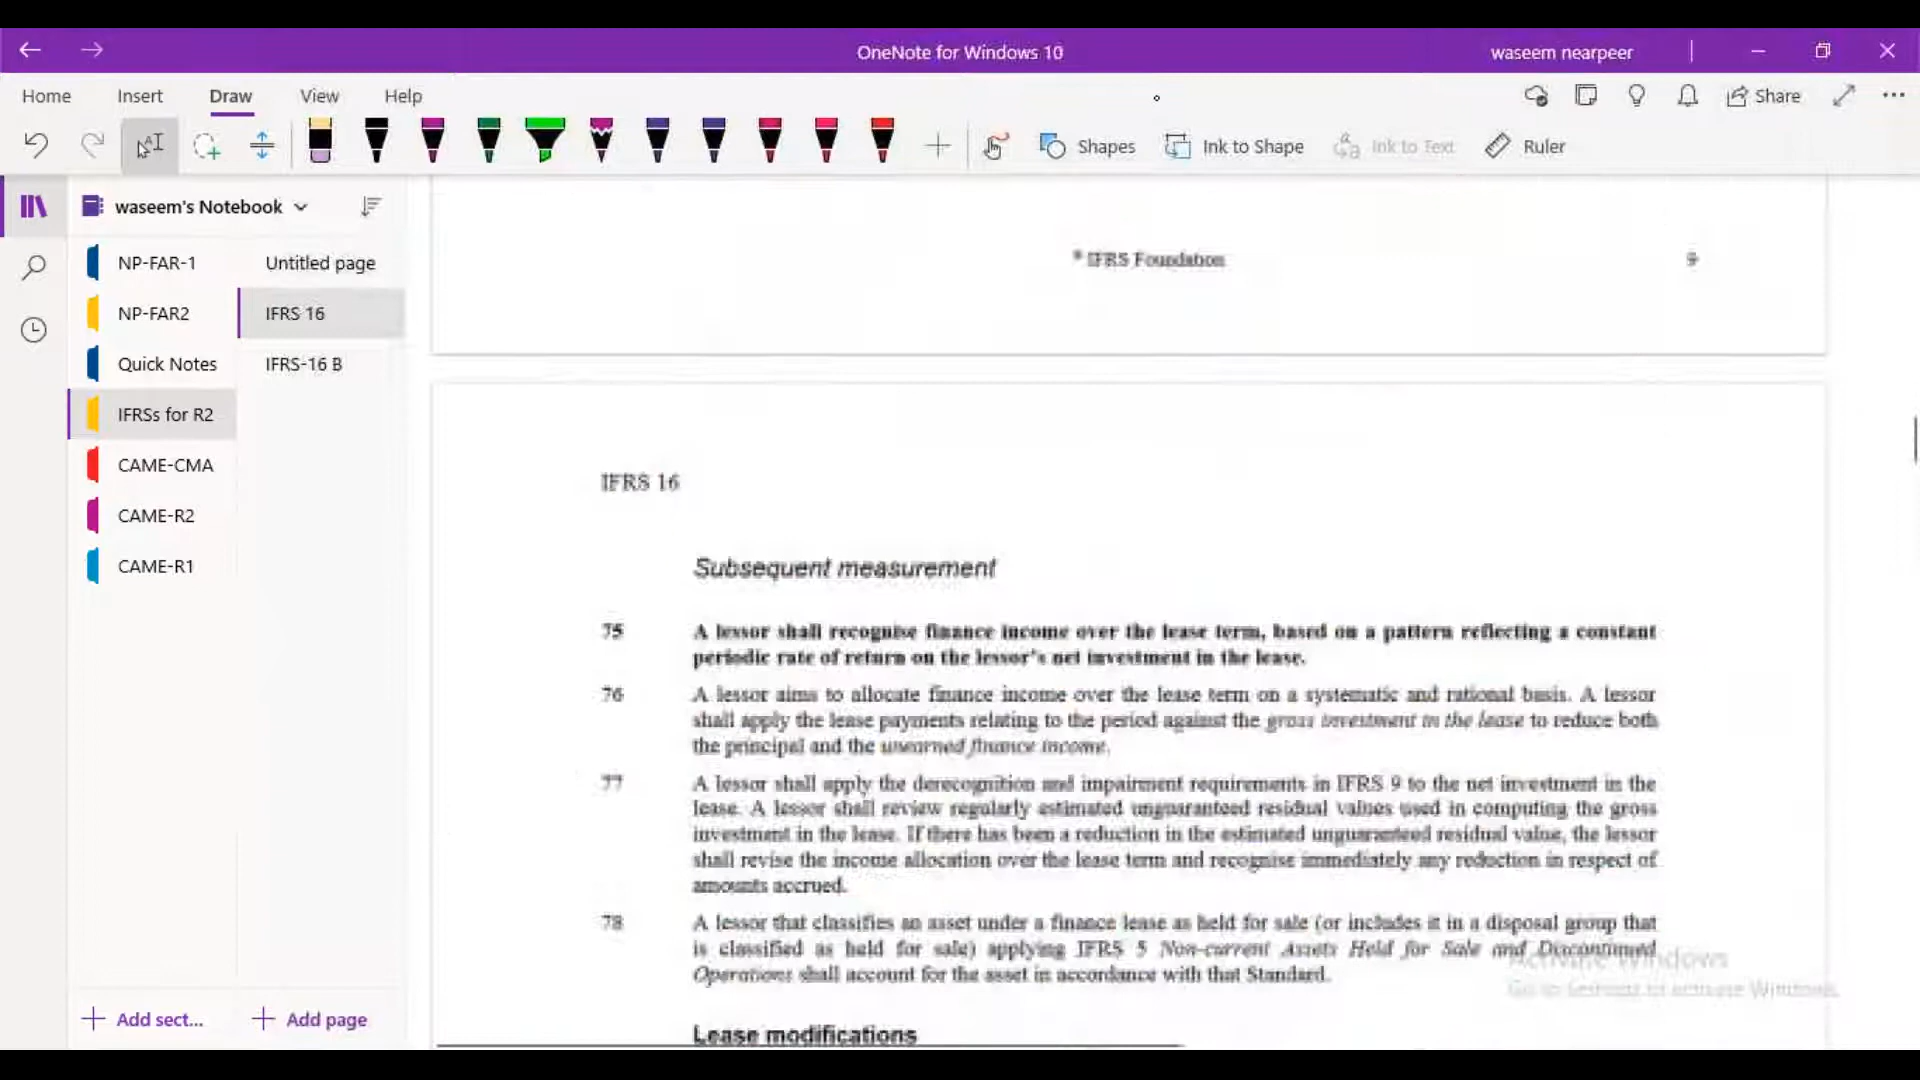 OneNote for Windows 10
waseem nearpeer
Home Insert Draw View Help
Share
Shapes Ink to Shape Ink to Text Ruler
waseem's Notebook
NP-FAR-1
NP-FAR2
Quick Notes
IFRSs for R2
CAME-CMA
CAME-R2
CAME-R1
Untitled page
IFRS 16
IFRS-16 B
Add sect...
Add page
® IFRS Foundation 9
IFRS 16
Subsequent measurement
75 A lessor shall recognise finance income over the lease term, based on a pattern reflecting a constant
periodic rate of return on the lessor's net investment in the lease.
76 A lessor aims to allocate finance income over the lease term on a systematic and rational basis. A lessor
shall apply the lease payments relating to the period against the gross investment in the lease to reduce both
the principal and the unearned finance income.
77 A lessor shall apply the derecognition and impairment requirements in IFRS 9 to the net investment in the
lease. A lessor shall review regularly estimated unguaranteed residual values used in computing the gross
investment in the lease. If there has been a reduction in the estimated unguaranteed residual value, the lessor
shall revise the income allocation over the lease term and recognise immediately any reduction in respect of
amounts accrued.
78 A lessor that classifies an asset under a finance lease as held for sale (or includes it in a disposal group that
is classified as held for sale) applying IFRS 5 Non-current Assets Held for Sale and Discontinued
Operations shall account for the asset in accordance with that Standard.
Activate Windows
Go to Settings to activate Windows.
Lease modifications